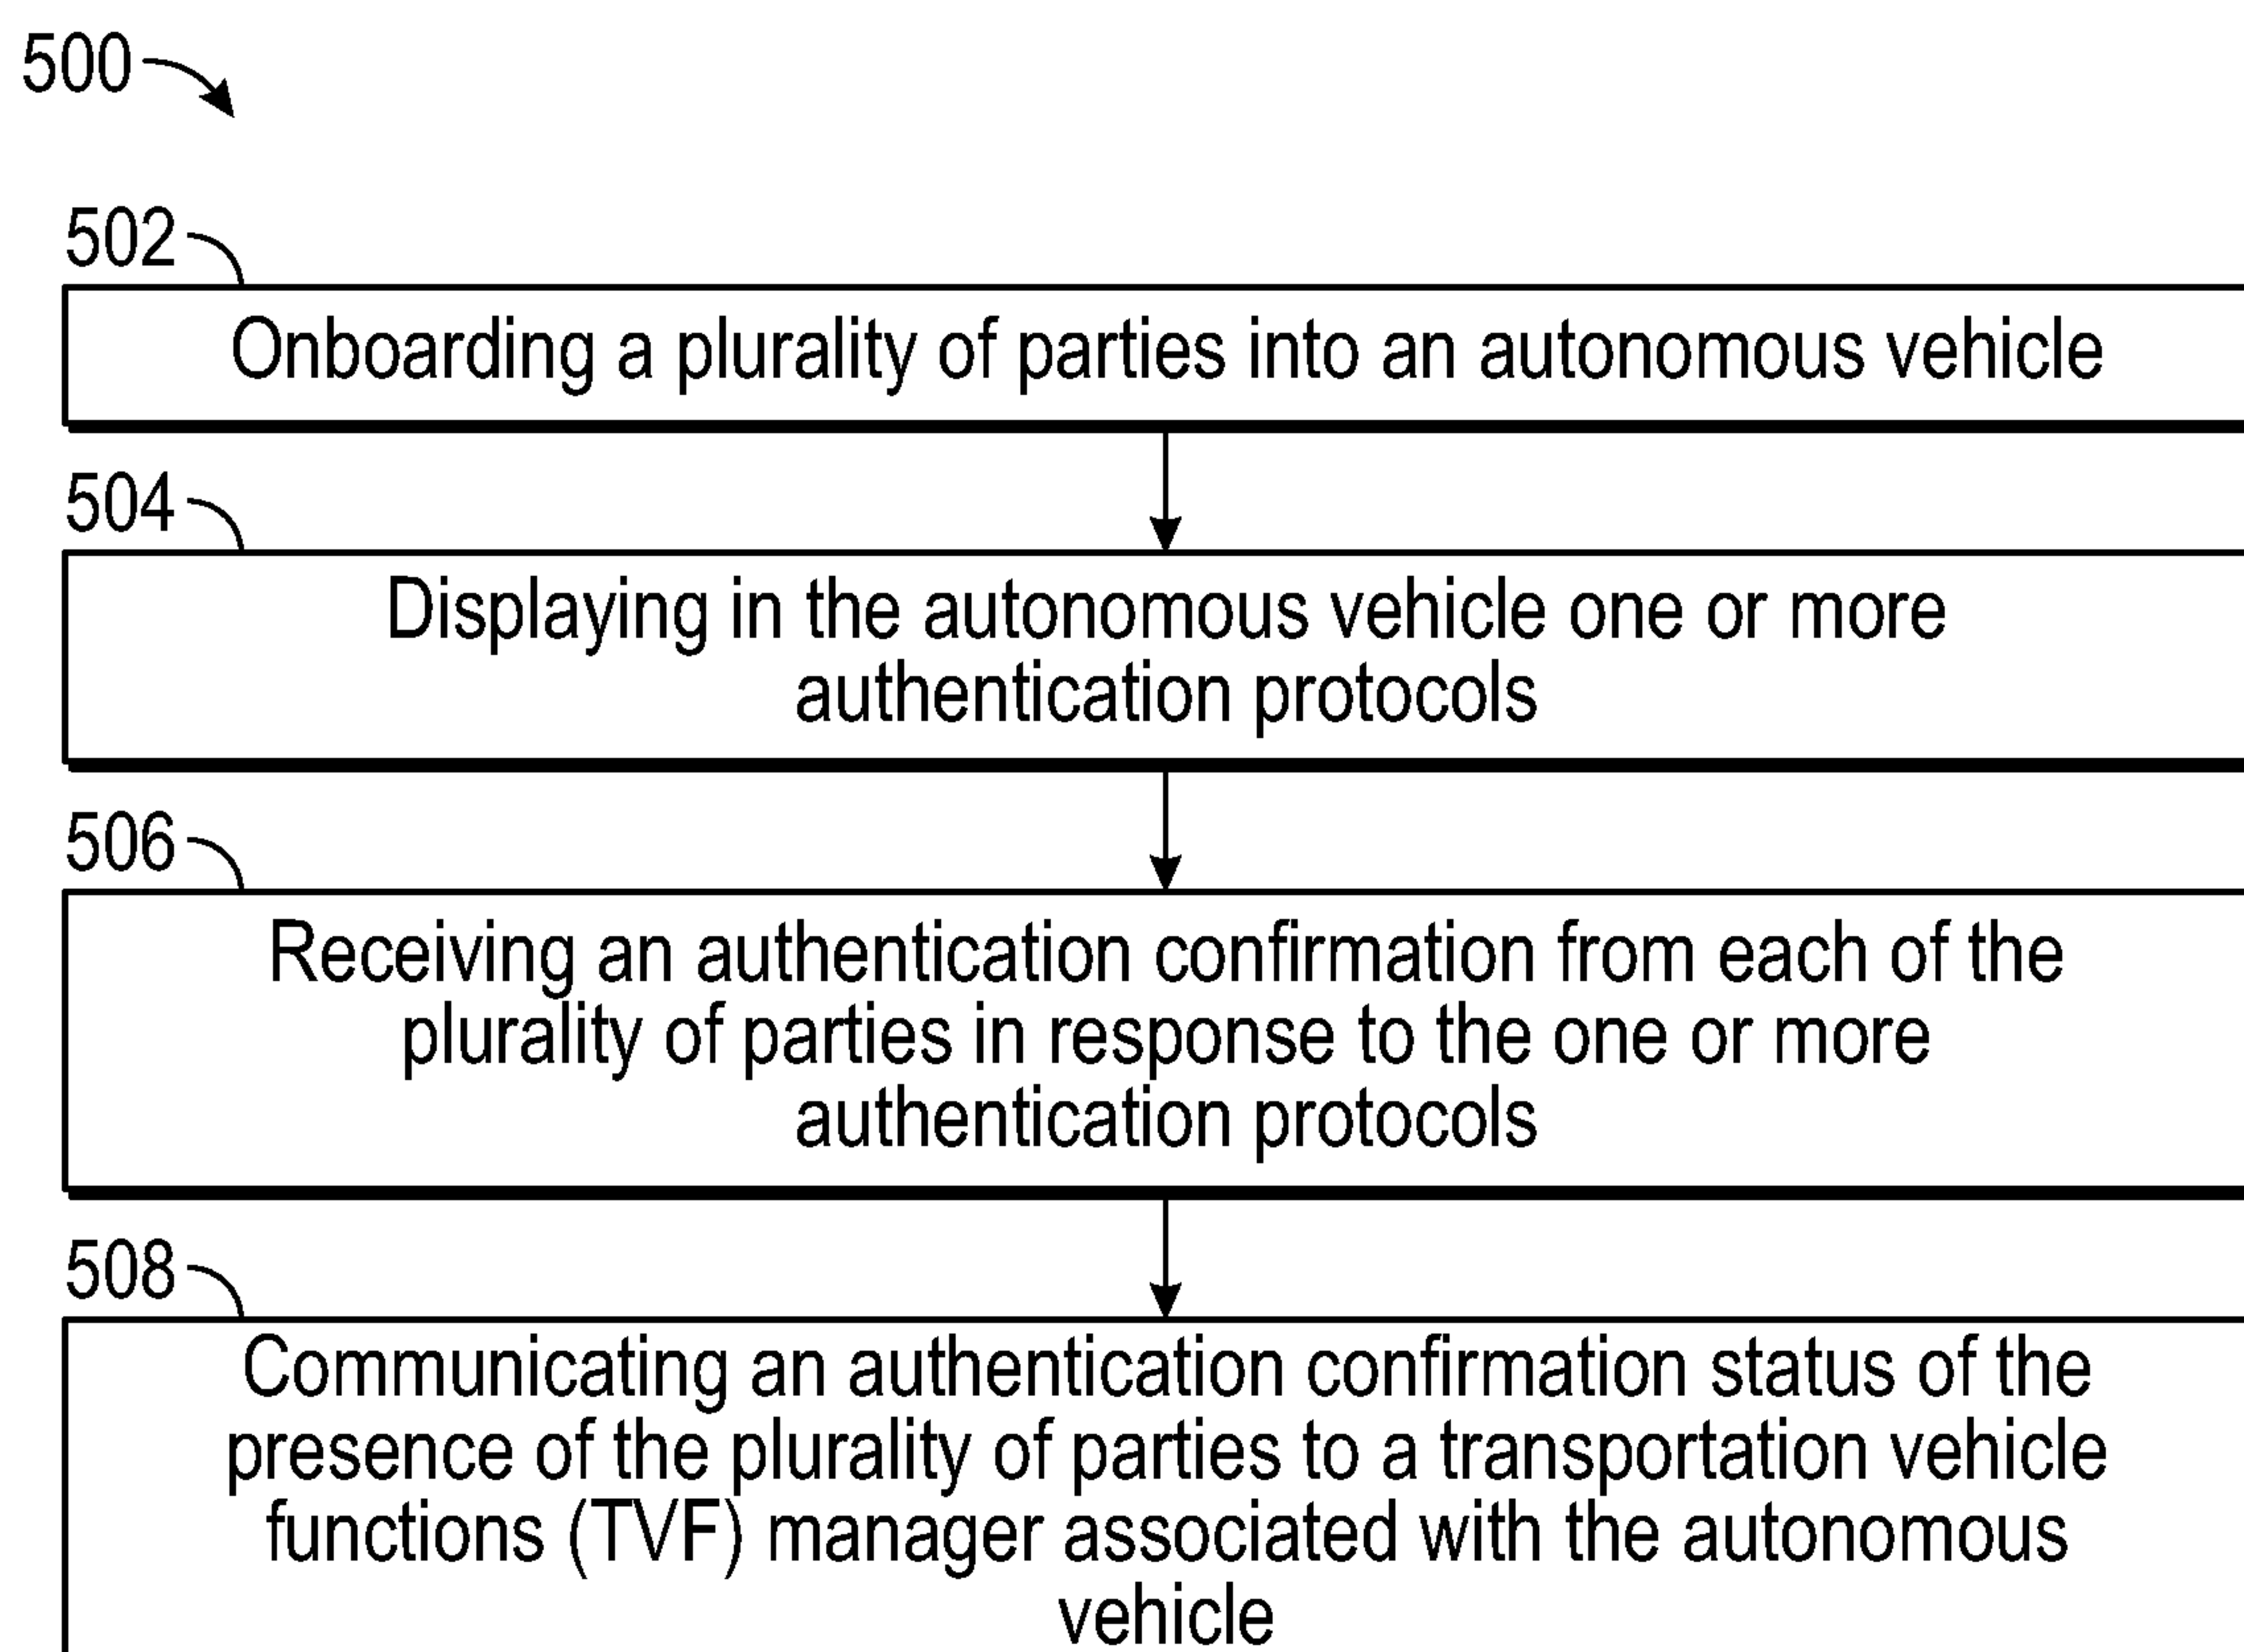 500
502
Onboarding a plurality of parties into an autonomous vehicle
504
Displaying in the autonomous vehicle one or more
authentication protocols
506
Receiving an authentication confirmation from each of the
plurality of parties in response to the one or more
authentication protocols
508
Communicating an authentication confirmation status of the
presence of the plurality of parties to a transportation vehicle
functions (TVF) manager associated with the autonomous
vehicle